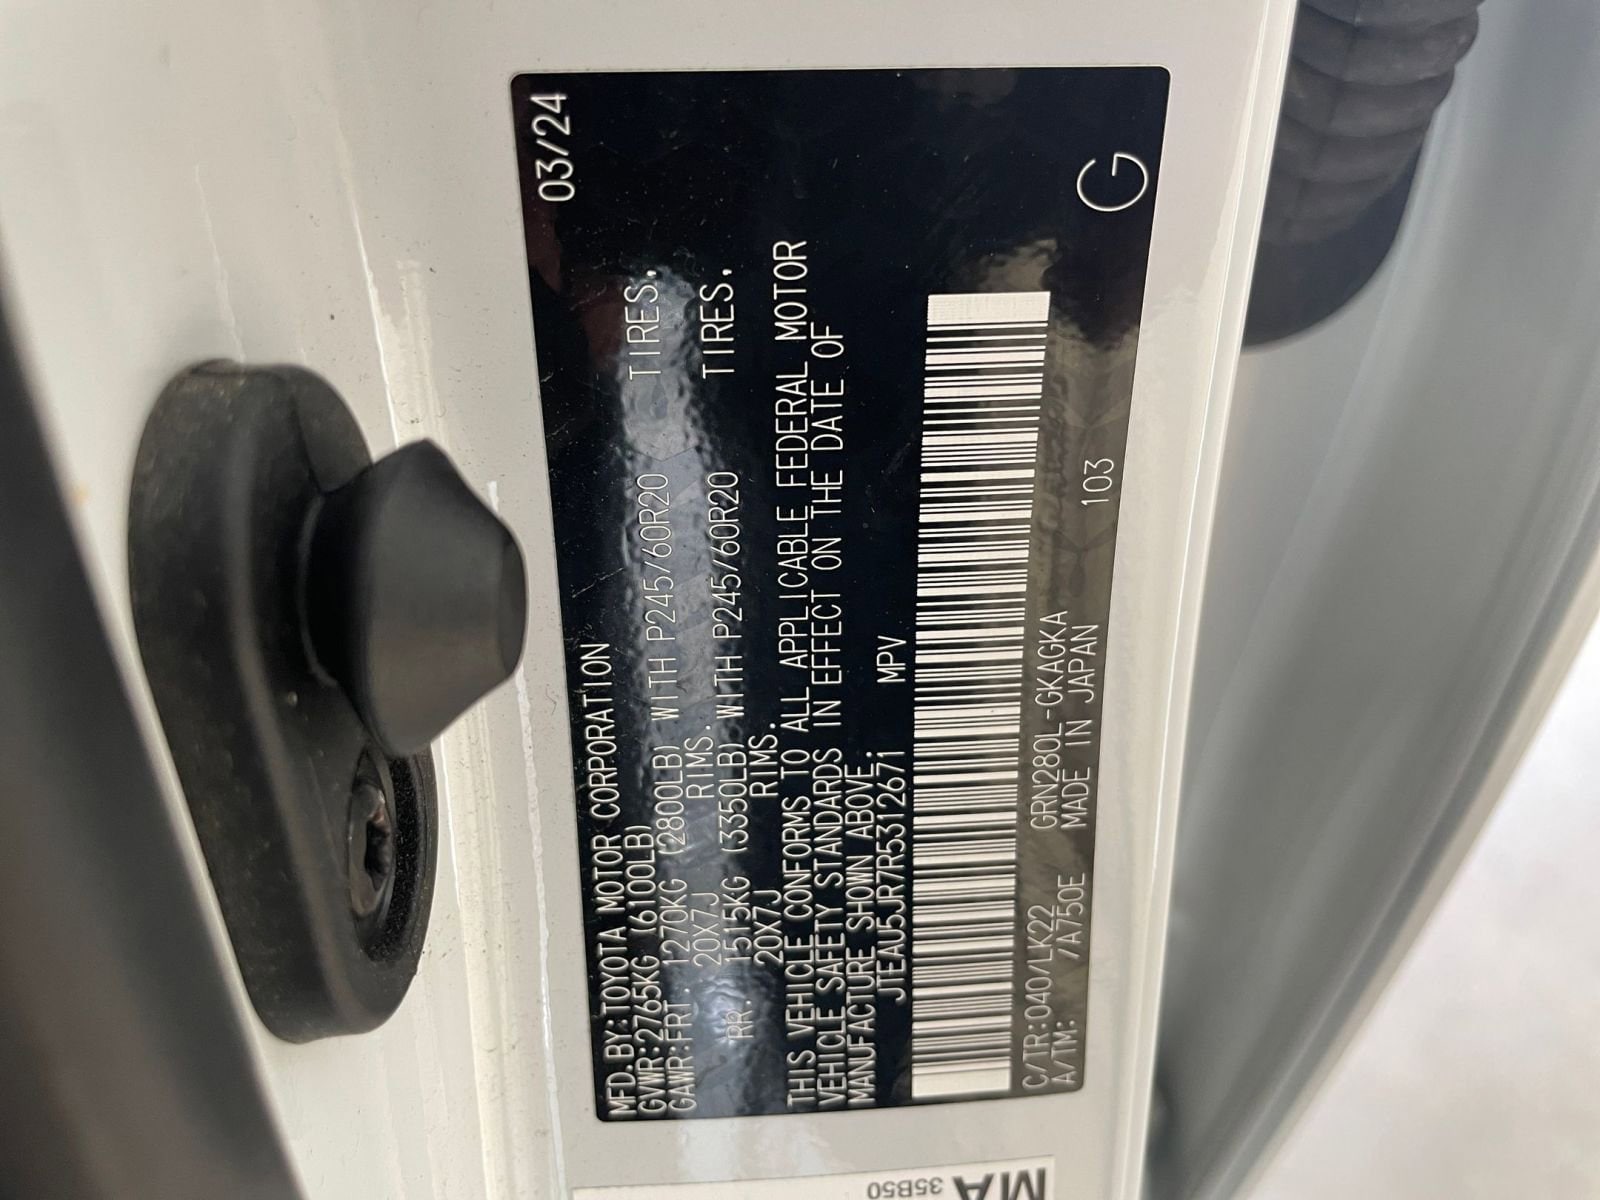 MFD.BY:TOYOTA MOTOR CORPORATION 03/24
GVWR:2765KG (6100LB)
GAWR:FRT. 1270KG (2800LB) WITH P245/60R20 TIRES,
20X7J RIMS.
RR. 1515KG (3350LB) WITH P245/60R20 TIRES,
20X7J RIMS.
THIS VEHICLE CONFORMS TO ALL APPLICABLE FEDERAL MOTOR
VEHICLE SAFETY STANDARDS IN EFFECT ON THE DATE OF
MANUFACTURE SHOWN ABOVE.
JTEAU5JR7R5312671 MPV
C/TR:040/LK22 GRN280L-GKAGKA 103 G
A/TM: /A750E MADE IN JAPAN
MA
35B50